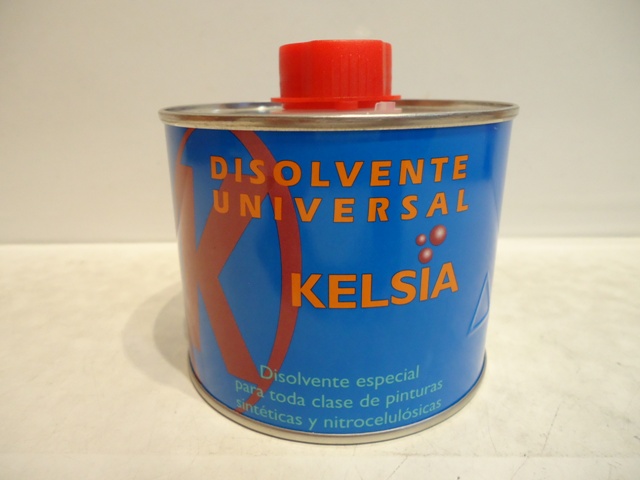 DISOLVENTE
UNIVERSAL
K
KELSIA
Disolvente especial
para toda clase de pinturas
sintéticas y nitrocelulósicas